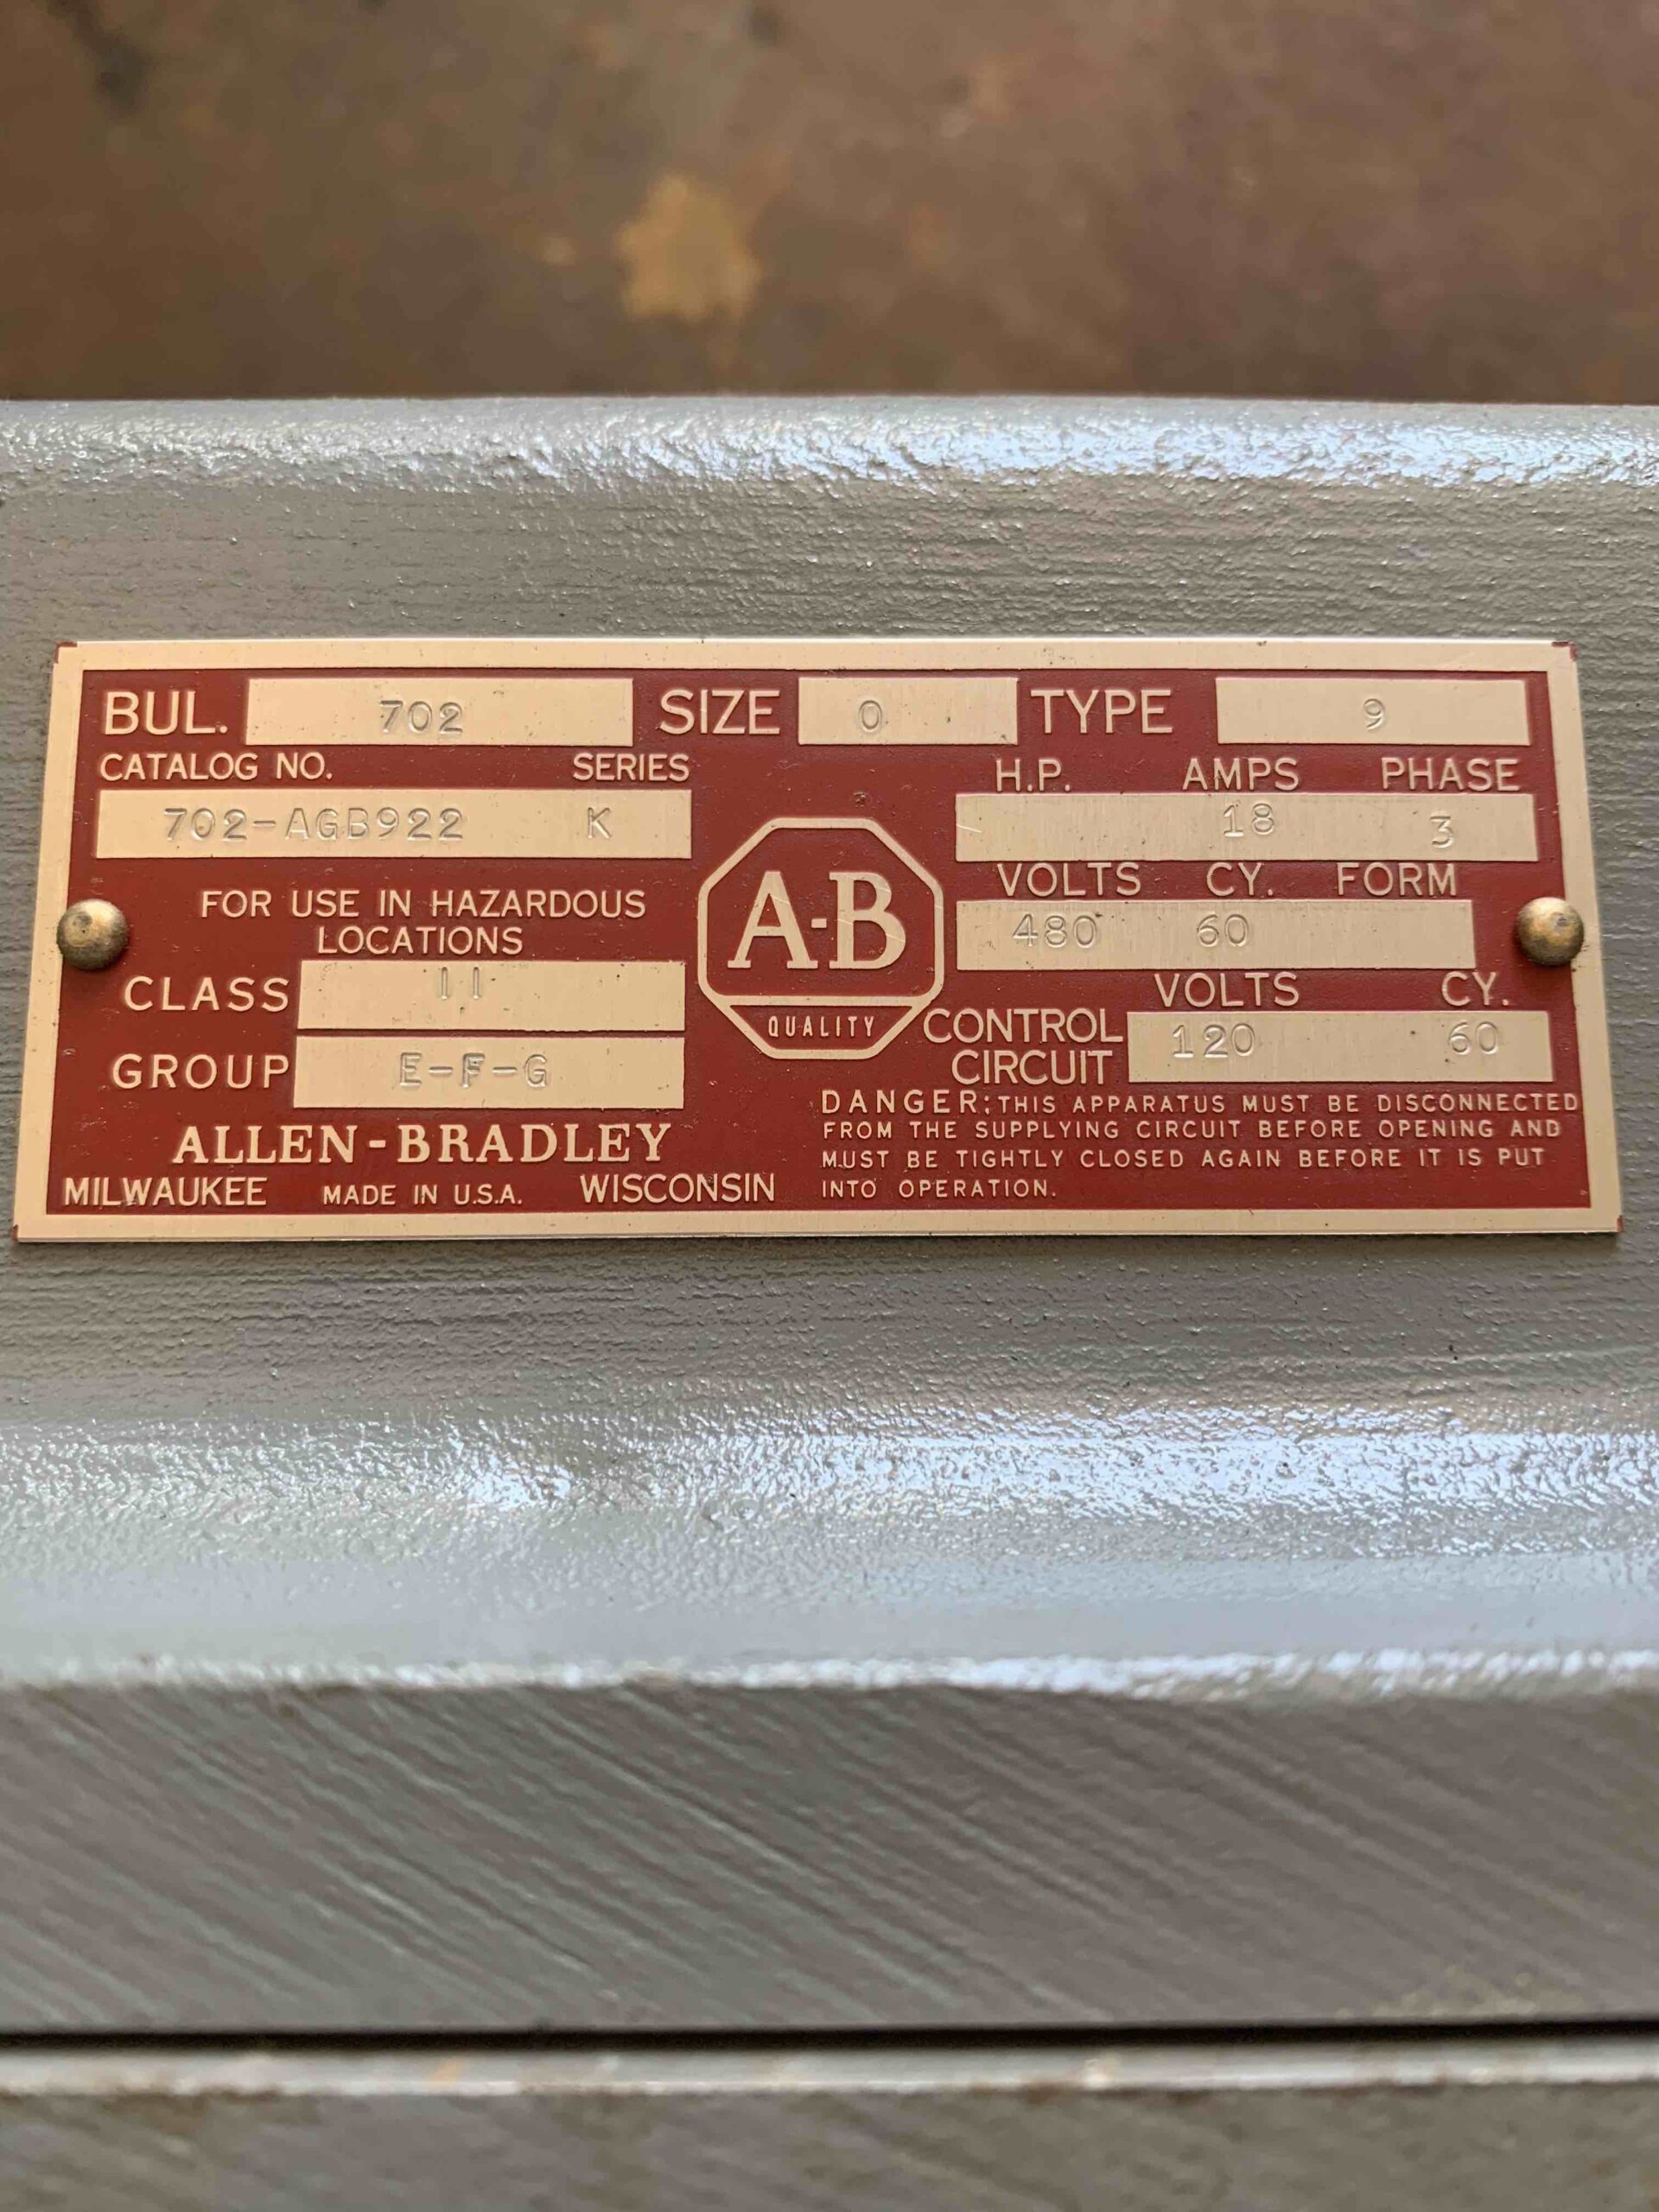 BUL. 702 SIZE 0 TYPE 9
CATALOG NO. SERIES
702-AGB922 K
FOR USE IN HAZARDOUS
LOCATIONS
CLASS II
GROUP E-F-G
ALLEN-BRADLEY
MILWAUKEE MADE IN U.S.A. WISCONSIN
A-B
QUALITY
H.P. AMPS PHASE
18 3
VOLTS CY. FORM
480 60
VOLTS CY.
CONTROL CIRCUIT 120 60
DANGER: THIS APPARATUS MUST BE DISCONNECTED
FROM THE SUPPLYING CIRCUIT BEFORE OPENING AND
MUST BE TIGHTLY CLOSED AGAIN BEFORE IT IS PUT
INTO OPERATION.